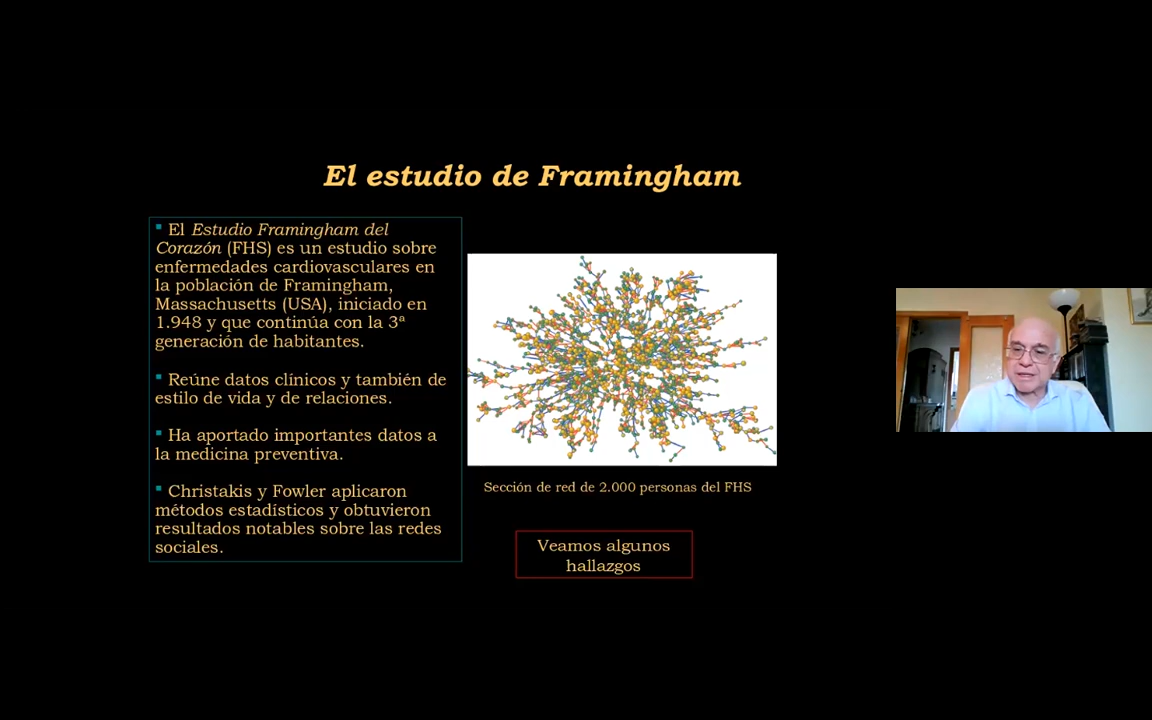 El estudio de Framingham
▪ El Estudio Framingham del
Corazón (FHS) es un estudio sobre
enfermedades cardiovasculares en
la población de Framingham,
Massachusetts (USA), iniciado en
1.948 y que continúa con la 3ª
generación de habitantes.
▪ Reúne datos clínicos y también de
estilo de vida y de relaciones.
▪ Ha aportado importantes datos a
la medicina preventiva.
▪ Christakis y Fowler aplicaron
métodos estadísticos y obtuvieron
resultados notables sobre las redes
sociales.
Sección de red de 2.000 personas del FHS
Veamos algunos
hallazgos